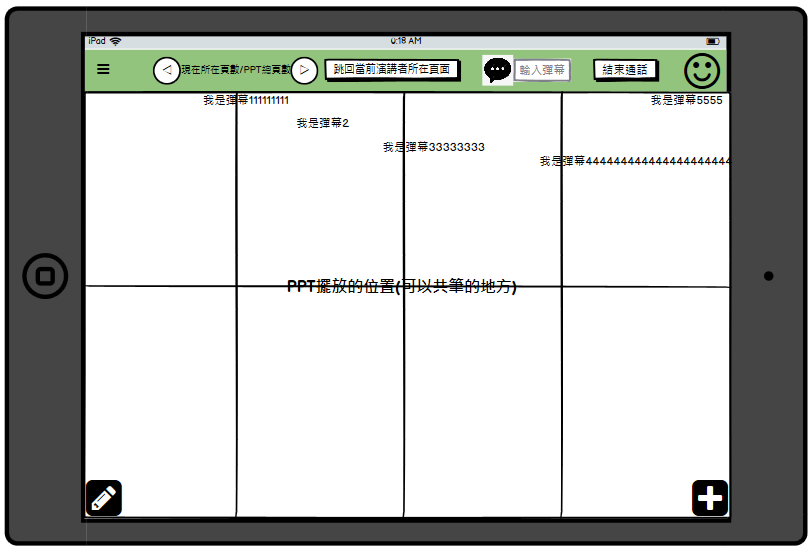 iPad 9:18 AM
現在所在頁數/PPT總頁數 跳回當前演講者所在頁面 輸入彈幕 結束通話
我是彈幕111111111 我是彈幕5555
我是彈幕2
我是彈幕33333333
我是彈幕444444444444444444444
PPT擺放的位置(可以共筆的地方)